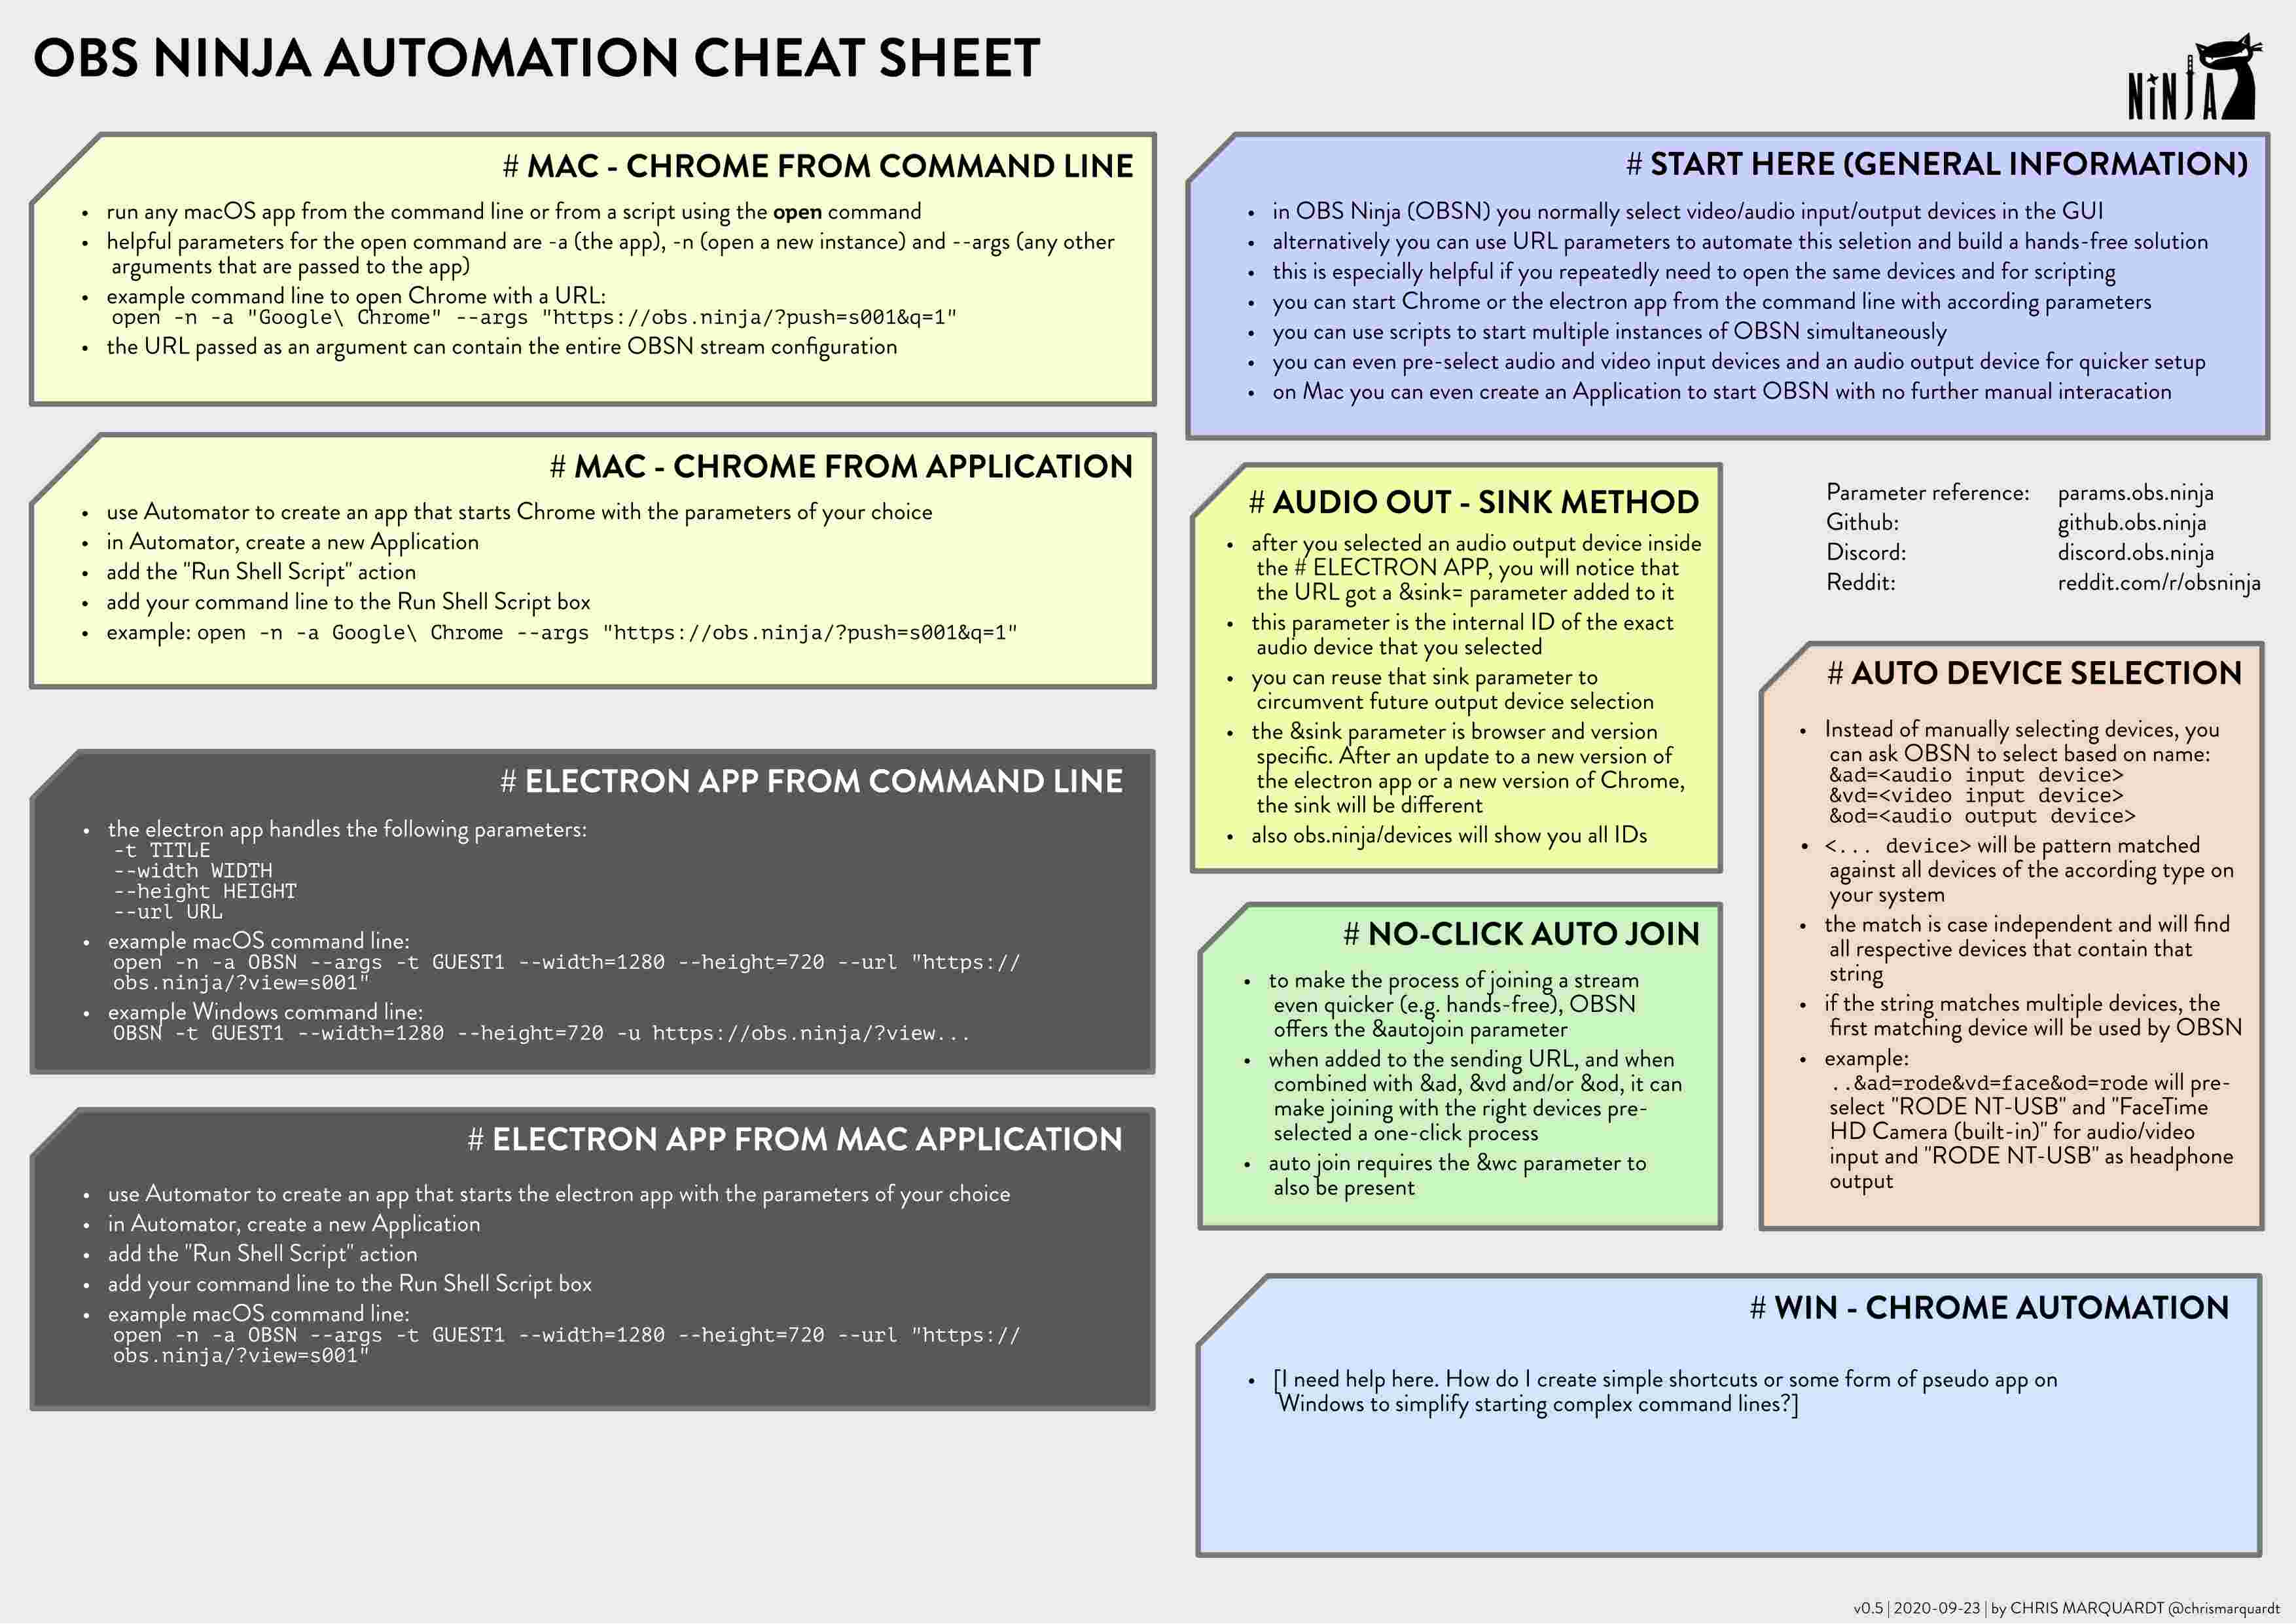 OBS NINJA AUTOMATION CHEAT SHEET
NiNJA
# MAC - CHROME FROM COMMAND LINE
• run any macOS app from the command line or from a script using the open command
• helpful parameters for the open command are -a (the app), -n (open a new instance) and --args (any other
arguments that are passed to the app)
• example command line to open Chrome with a URL:
open -n -a "Google\ Chrome" --args "https://obs.ninja/?push=s001&q=1"
• the URL passed as an argument can contain the entire OBSN stream configuration
# MAC - CHROME FROM APPLICATION
• use Automator to create an app that starts Chrome with the parameters of your choice
• in Automator, create a new Application
• add the "Run Shell Script" action
• add your command line to the Run Shell Script box
• example: open -n -a Google\ Chrome --args "https://obs.ninja/?push=s001&q=1"
# ELECTRON APP FROM COMMAND LINE
• the electron app handles the following parameters:
-t TITLE
--width WIDTH
--height HEIGHT
--url URL
• example macOS command line:
open -n -a OBSN --args -t GUEST1 --width=1280 --height=720 --url "https://
obs.ninja/?view=s001"
• example Windows command line:
OBSN -t GUEST1 --width=1280 --height=720 -u https://obs.ninja/?view...
# ELECTRON APP FROM MAC APPLICATION
• use Automator to create an app that starts the electron app with the parameters of your choice
• in Automator, create a new Application
• add the "Run Shell Script" action
• add your command line to the Run Shell Script box
• example macOS command line:
open -n -a OBSN --args -t GUEST1 --width=1280 --height=720 --url "https://
obs.ninja/?view=s001"
# START HERE (GENERAL INFORMATION)
• in OBS Ninja (OBSN) you normally select video/audio input/output devices in the GUI
• alternatively you can use URL parameters to automate this seletion and build a hands-free solution
• this is especially helpful if you repeatedly need to open the same devices and for scripting
• you can start Chrome or the electron app from the command line with according parameters
• you can use scripts to start multiple instances of OBSN simultaneously
• you can even pre-select audio and video input devices and an audio output device for quicker setup
• on Mac you can even create an Application to start OBSN with no further manual interacation
# AUDIO OUT - SINK METHOD
• after you selected an audio output device inside
the # ELECTRON APP, you will notice that
the URL got a &sink= parameter added to it
• this parameter is the internal ID of the exact
audio device that you selected
• you can reuse that sink parameter to
circumvent future output device selection
• the &sink parameter is browser and version
specific. After an update to a new version of
the electron app or a new version of Chrome,
the sink will be different
• also obs.ninja/devices will show you all IDs
Parameter reference: params.obs.ninja
Github: github.obs.ninja
Discord: discord.obs.ninja
Reddit: reddit.com/r/obsninja
# NO-CLICK AUTO JOIN
• to make the process of joining a stream
even quicker (e.g. hands-free), OBSN
offers the &autojoin parameter
• when added to the sending URL, and when
combined with &ad, &vd and/or &od, it can
make joining with the right devices pre-
selected a one-click process
• auto join requires the &wc parameter to
also be present
# AUTO DEVICE SELECTION
• Instead of manually selecting devices, you
can ask OBSN to select based on name:
&ad=<audio input device>
&vd=<video input device>
&od=<audio output device>
• <... device> will be pattern matched
against all devices of the according type on
your system
• the match is case independent and will find
all respective devices that contain that
string
• if the string matches multiple devices, the
first matching device will be used by OBSN
• example:
..&ad=rode&vd=face&od=rode will pre-
select "RODE NT-USB" and "FaceTime
HD Camera (built-in)" for audio/video
input and "RODE NT-USB" as headphone
output
# WIN - CHROME AUTOMATION
• [I need help here. How do I create simple shortcuts or some form of pseudo app on
Windows to simplify starting complex command lines?]
v0.5 | 2020-09-23 | by CHRIS MARQUARDT @chrismarquardt